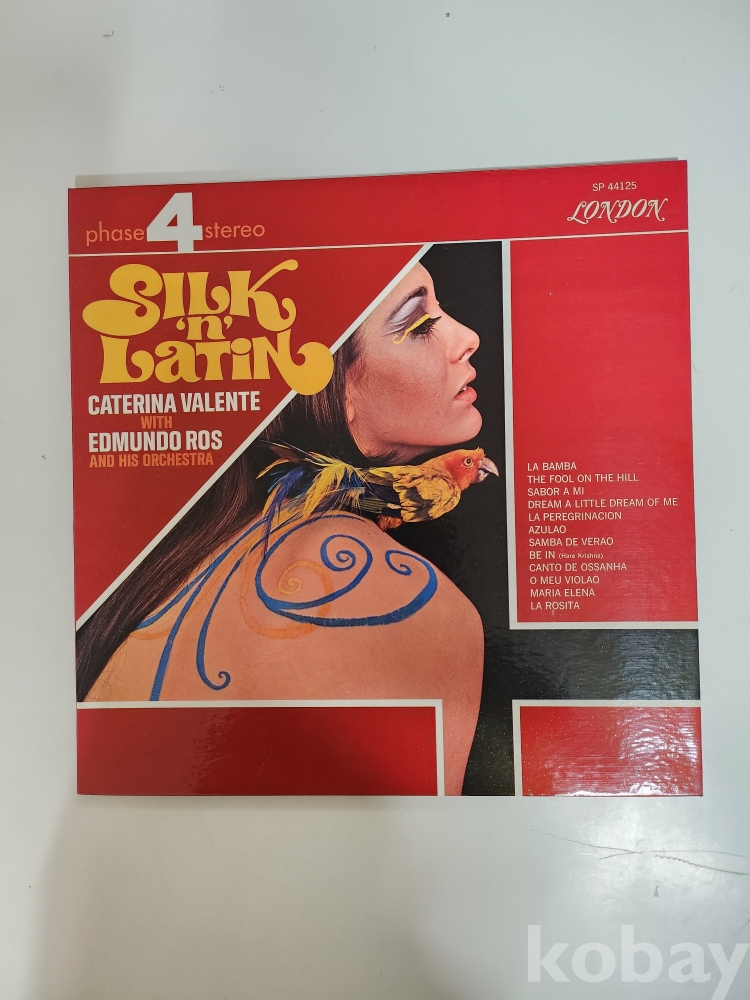 phase 4 stereo
SP 44125
LONDON
SILK
'n'
LATIN
CATERINA VALENTE
WITH
EDMUNDO ROS
AND HIS ORCHESTRA
LA BAMBA
THE FOOL ON THE HILL
SABOR A MI
DREAM A LITTLE DREAM OF ME
LA PEREGRINACION
AZULAO
SAMBA DE VERAO
BE IN (Hare Krishna)
CANTO DE OSSANHA
O MEU VIOLAO
MARIA ELENA
LA ROSITA
kobay